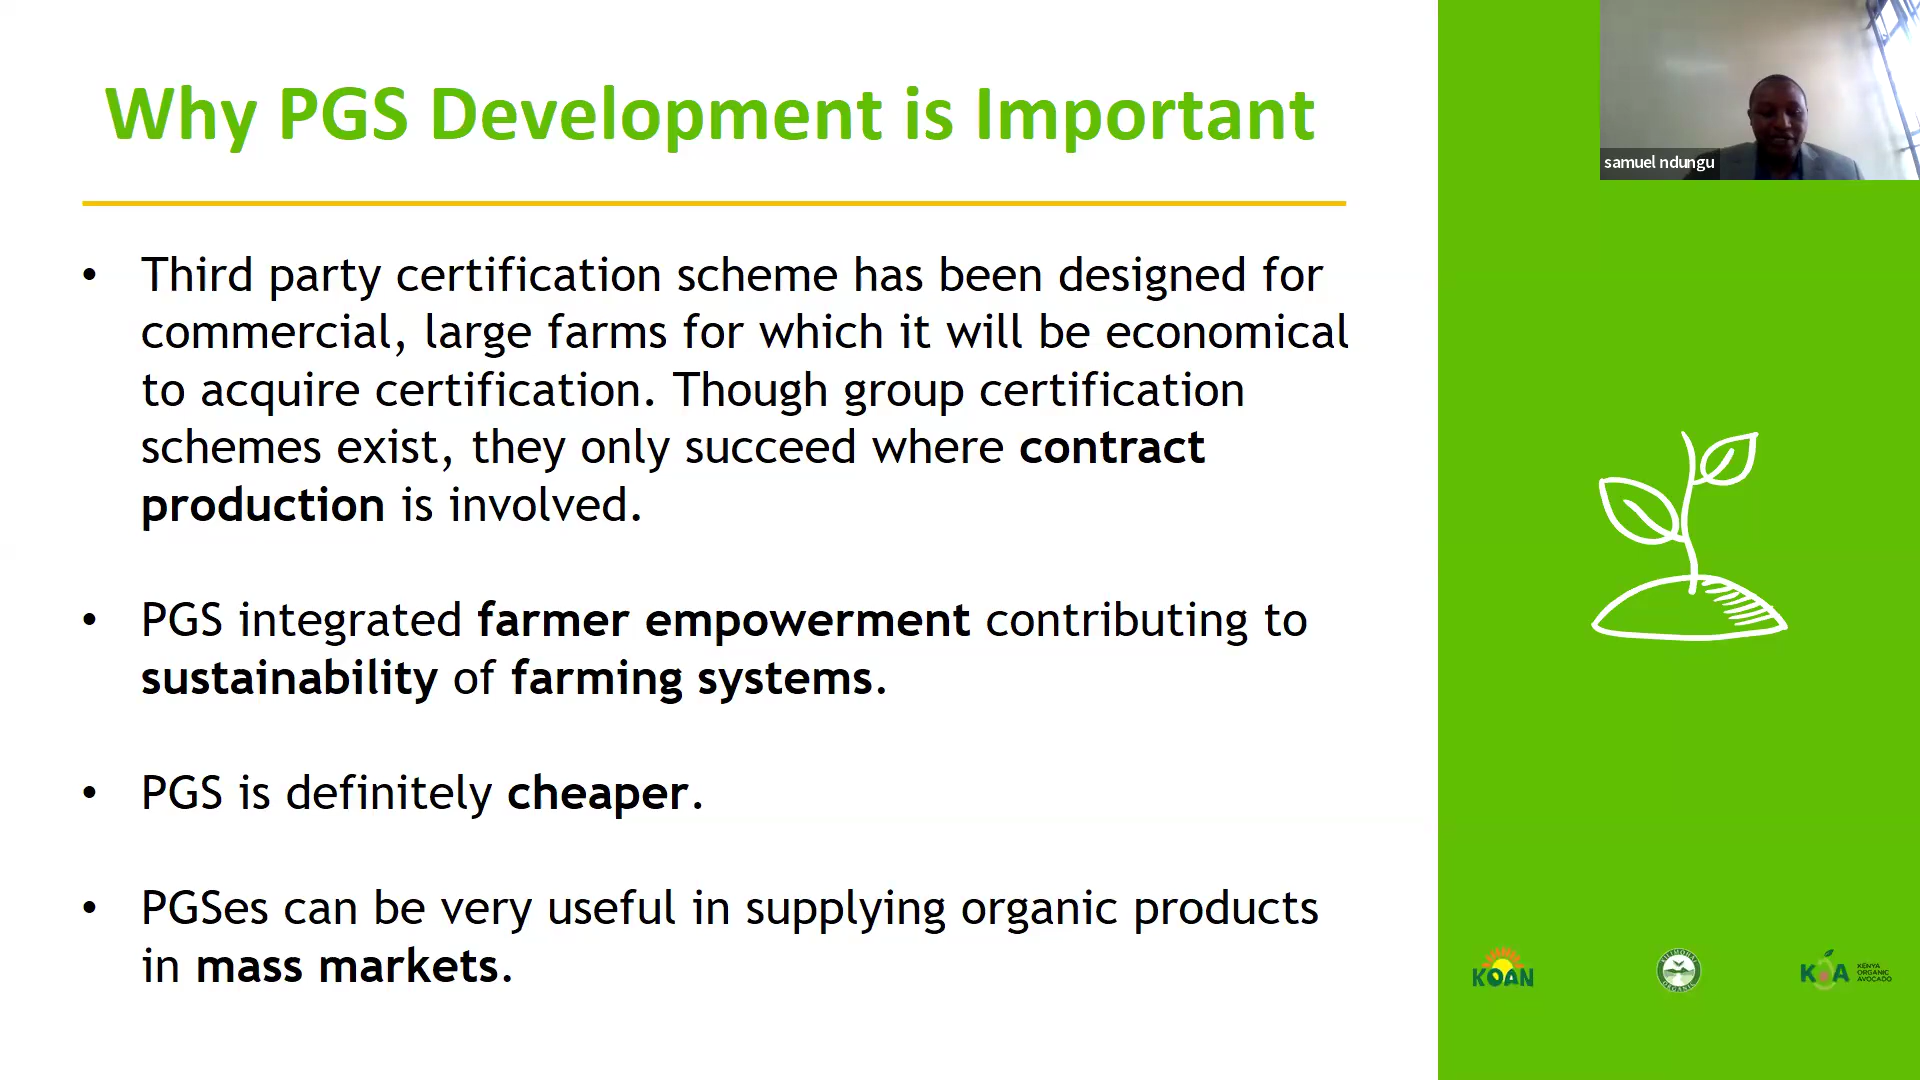 Why PGS Development is Important
samuel ndungu
• Third party certification scheme has been designed for
commercial, large farms for which it will be economical
to acquire certification. Though group certification
schemes exist, they only succeed where contract
production is involved.
• PGS integrated farmer empowerment contributing to
sustainability of farming systems.
• PGS is definitely cheaper.
• PGSes can be very useful in supplying organic products
in mass markets.
KOAN
ORGANIC
KOA
KENYA
ORGANIC
AVOCADO